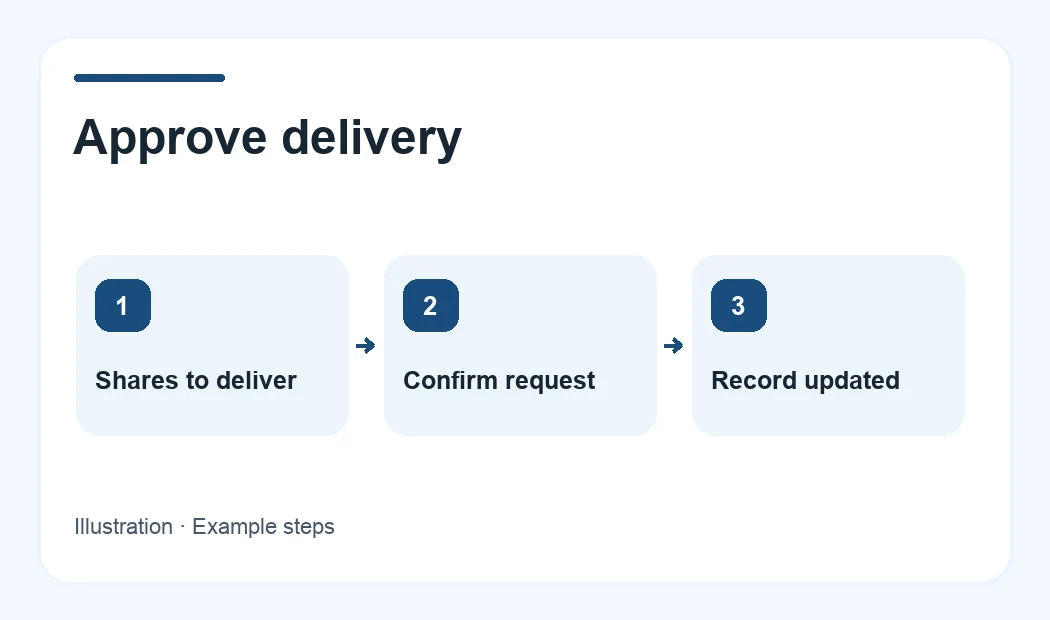 Approve delivery
1
2
3
Shares to deliver
Confirm request
Record updated
Illustration · Example steps